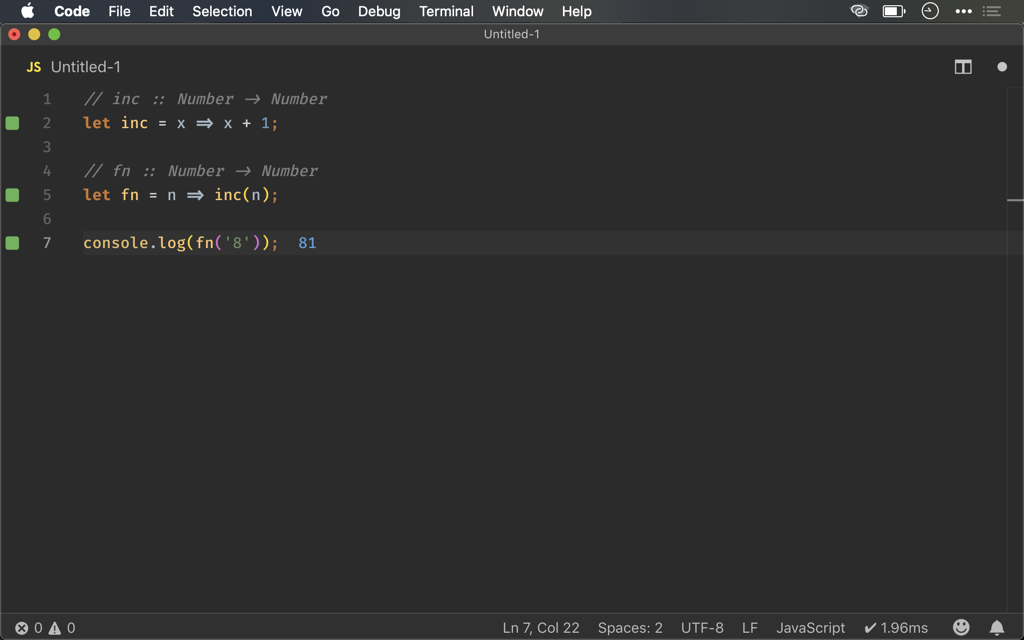 Code File Edit Selection View Go Debug Terminal Window Help
Untitled-1
JS Untitled-1
1 // inc :: Number → Number
2 let inc = x ⇒ x + 1;
3
4 // fn :: Number → Number
5 let fn = n ⇒ inc(n);
6
7 console.log(fn('8')); 81
0 0 Ln 7, Col 22 Spaces: 2 UTF-8 LF JavaScript ✔ 1.96ms